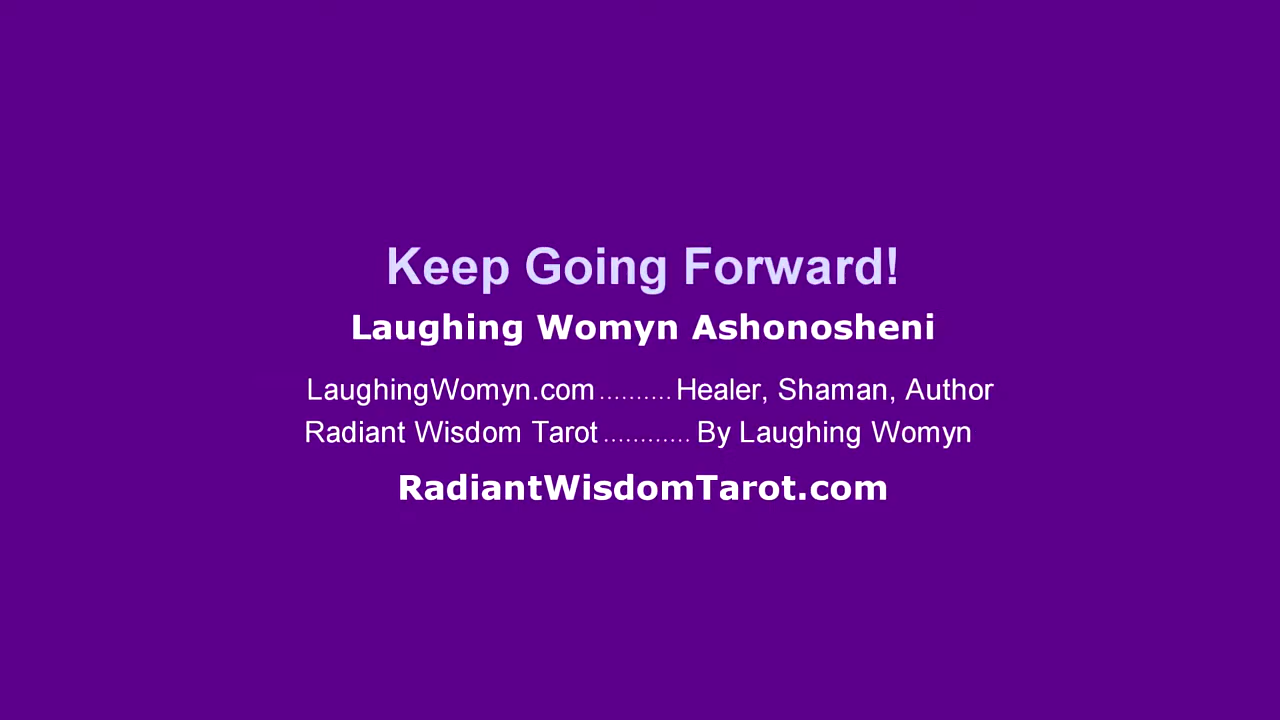 Keep Going Forward!
Laughing Womyn Ashonosheni
LaughingWomyn.com .......... Healer, Shaman, Author
Radiant Wisdom Tarot ............ By Laughing Womyn
RadiantWisdomTarot.com